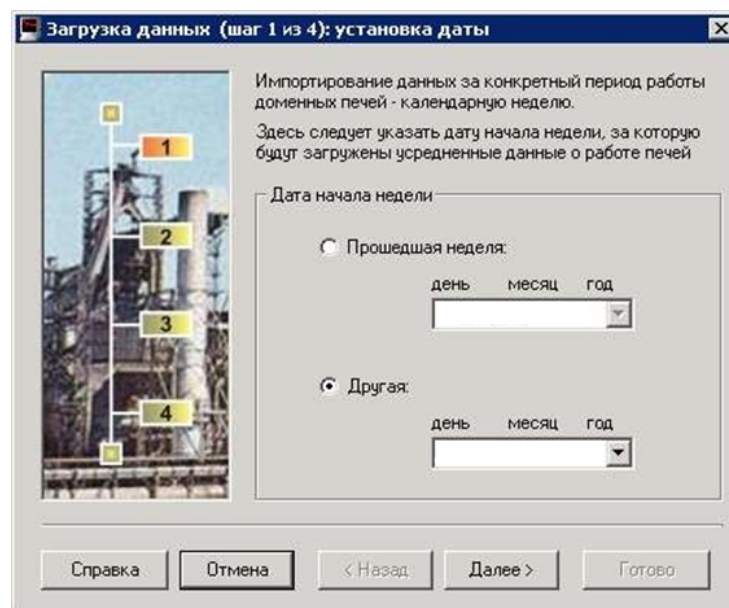 Загрузка данных (шаг 1 из 4): установка даты
Импортирование данных за конкретный период работы
доменных печей - календарную неделю.
Здесь следует указать дату начала недели, за которую
будут загружены усредненные данные о работе печей
1
2
3
4
Дата начала недели
Прошедшая неделя:
день месяц год
Другая:
день месяц год
Справка Отмена < Назад Далее > Готово